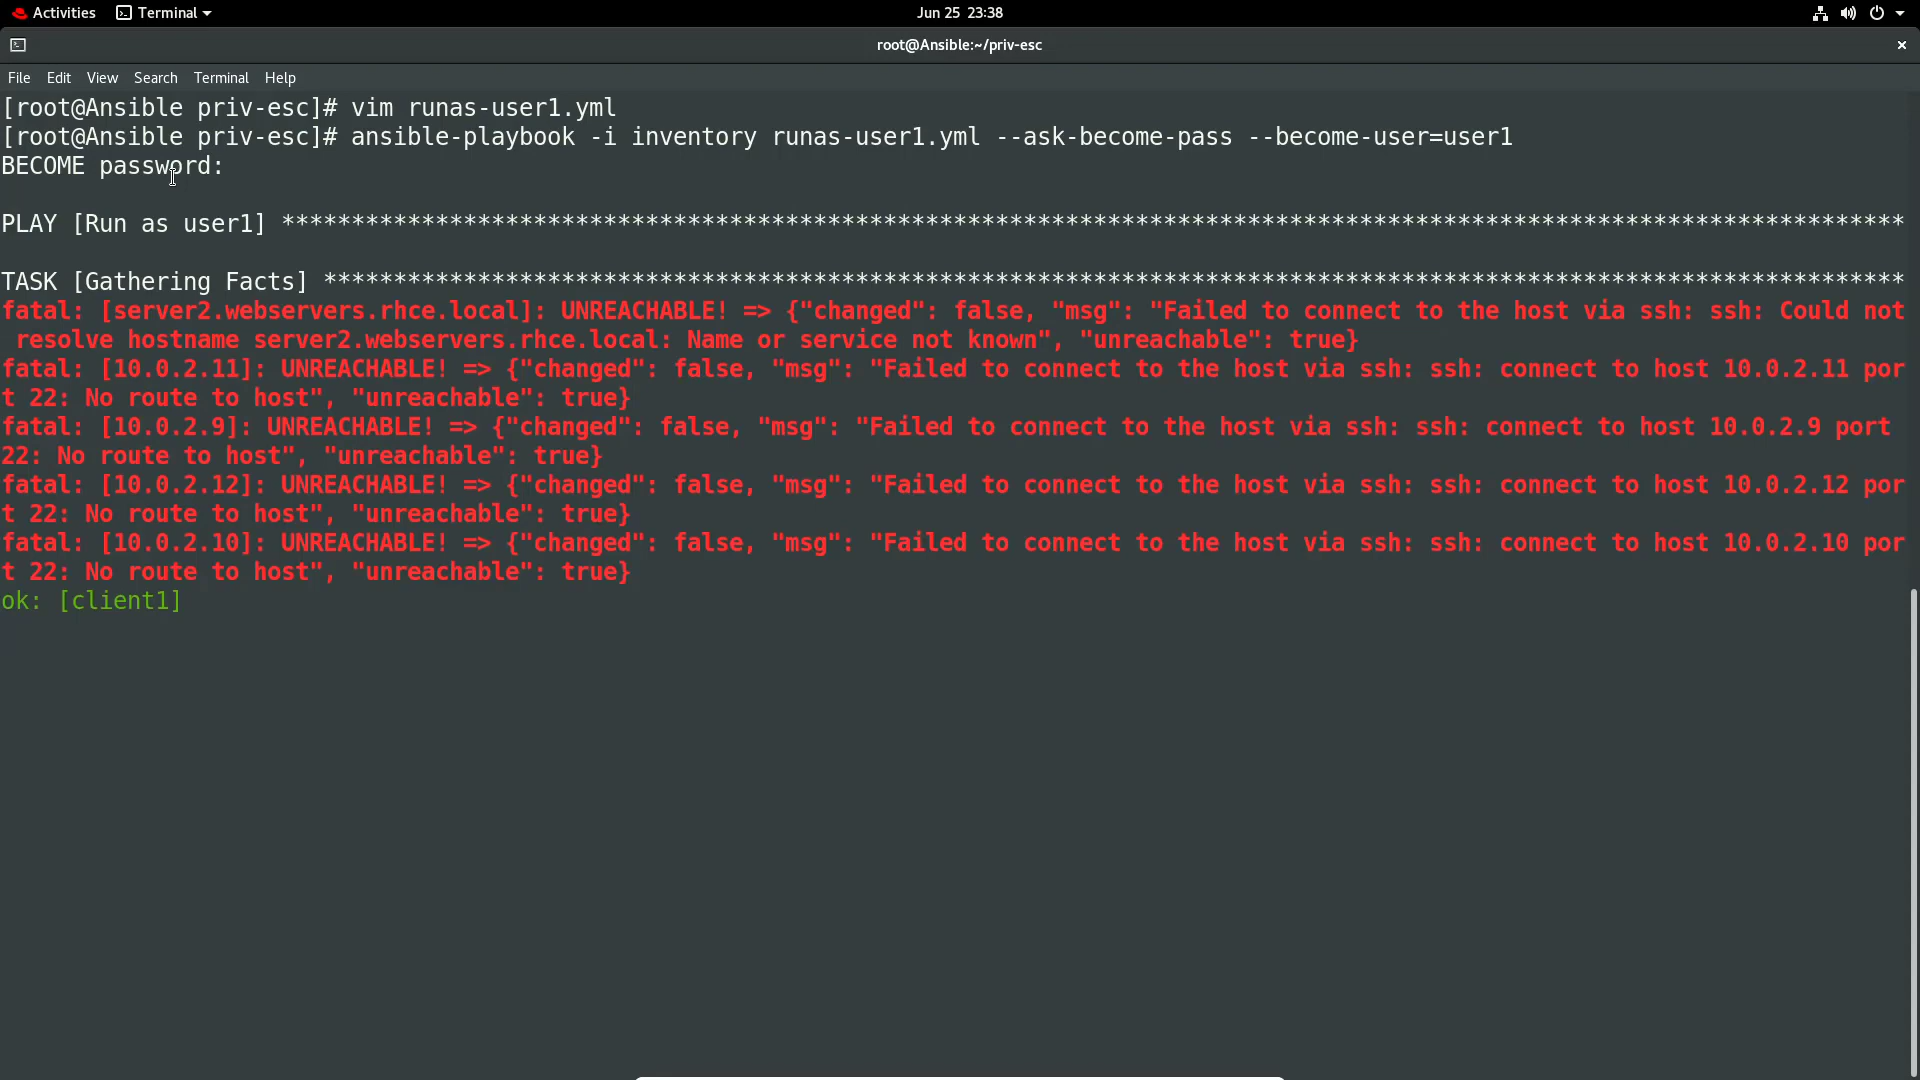 Activities Terminal Jun 25 23:38
root@Ansible:~/priv-esc
File Edit View Search Terminal Help
[root@Ansible priv-esc]# vim runas-user1.yml
[root@Ansible priv-esc]# ansible-playbook -i inventory runas-user1.yml --ask-become-pass --become-user=user1
BECOME password:
PLAY [Run as user1] ********************************************************************************************************************
TASK [Gathering Facts] *****************************************************************************************************************
fatal: [server2.webservers.rhce.local]: UNREACHABLE! => {"changed": false, "msg": "Failed to connect to the host via ssh: ssh: Could not
 resolve hostname server2.webservers.rhce.local: Name or service not known", "unreachable": true}
fatal: [10.0.2.11]: UNREACHABLE! => {"changed": false, "msg": "Failed to connect to the host via ssh: ssh: connect to host 10.0.2.11 por
t 22: No route to host", "unreachable": true}
fatal: [10.0.2.9]: UNREACHABLE! => {"changed": false, "msg": "Failed to connect to the host via ssh: ssh: connect to host 10.0.2.9 port
22: No route to host", "unreachable": true}
fatal: [10.0.2.12]: UNREACHABLE! => {"changed": false, "msg": "Failed to connect to the host via ssh: ssh: connect to host 10.0.2.12 por
t 22: No route to host", "unreachable": true}
fatal: [10.0.2.10]: UNREACHABLE! => {"changed": false, "msg": "Failed to connect to the host via ssh: ssh: connect to host 10.0.2.10 por
t 22: No route to host", "unreachable": true}
ok: [client1]